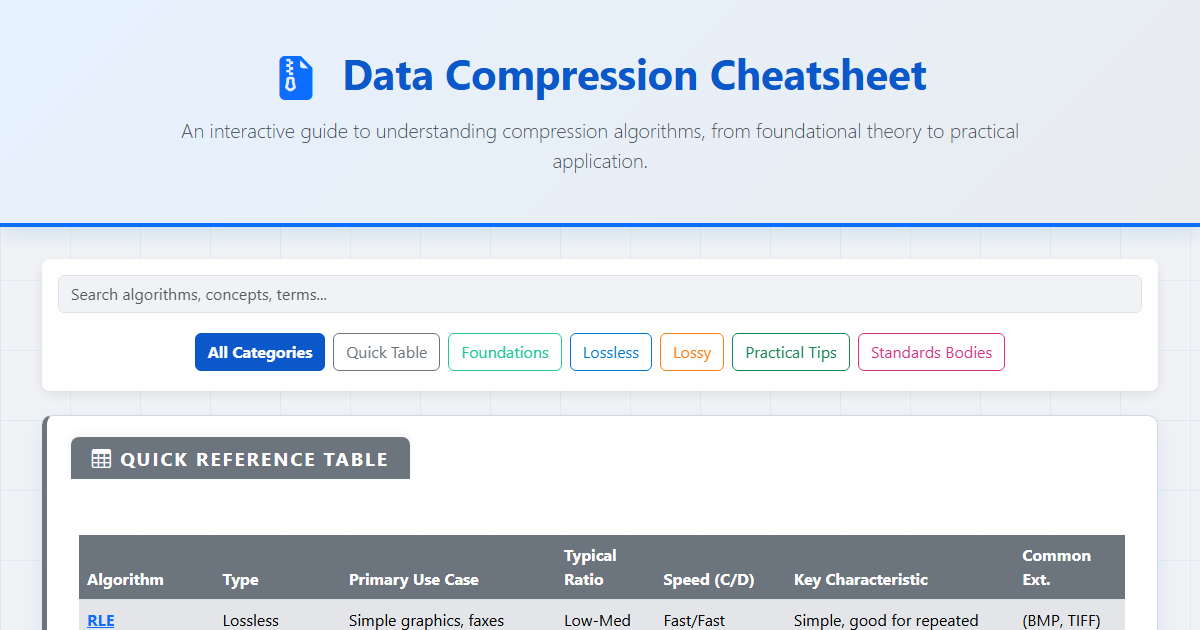 Data Compression Cheatsheet
An interactive guide to understanding compression algorithms, from foundational theory to practical
application.
Search algorithms, concepts, terms...
All Categories Quick Table Foundations Lossless Lossy Practical Tips Standards Bodies
QUICK REFERENCE TABLE
Algorithm Type Primary Use Case Typical Ratio Speed (C/D) Key Characteristic Common Ext.
RLE Lossless Simple graphics, faxes Low-Med Fast/Fast Simple, good for repeated (BMP, TIFF)